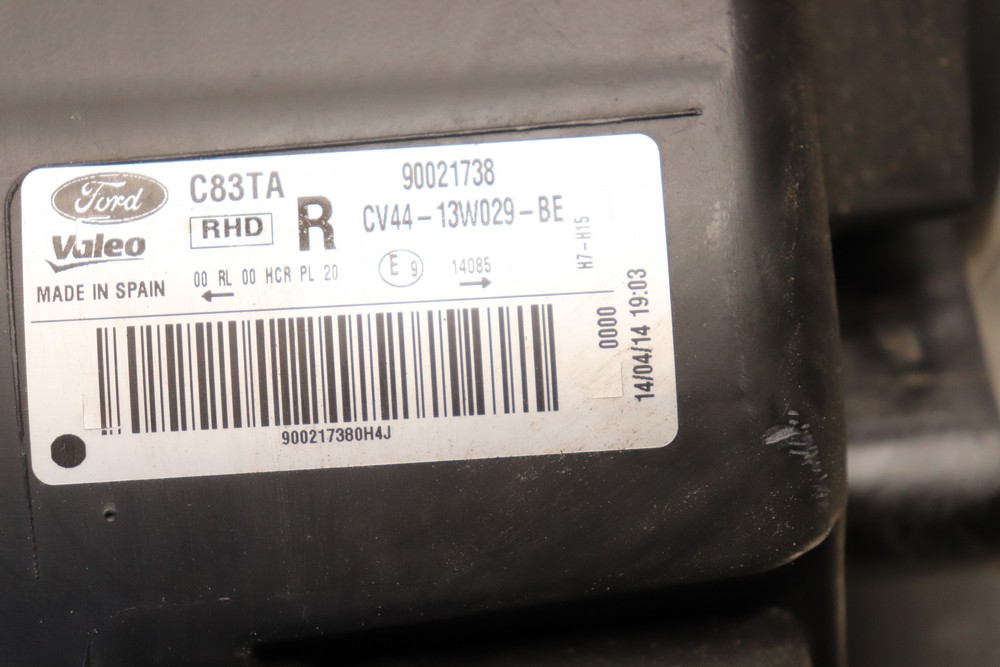 Ford
C83TA
90021738
Valeo
RHD
R
CV44-13W029-BE
H7-H15
MADE IN SPAIN
00 RL 00 HCR PL 20
E 9
14085
0000
14/04/14 19:03
900217380H4J